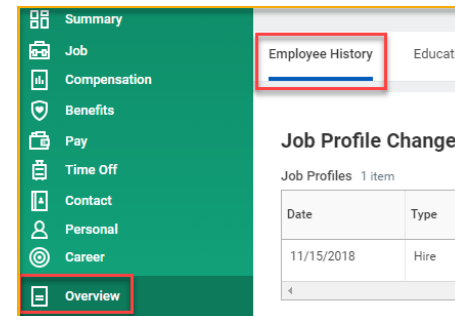 Summary
Job
Compensation
Benefits
Pay
Time Off
Contact
Personal
Career
Overview
Employee History Educat
Job Profile Change
Job Profiles 1 item
Date Type
11/15/2018 Hire